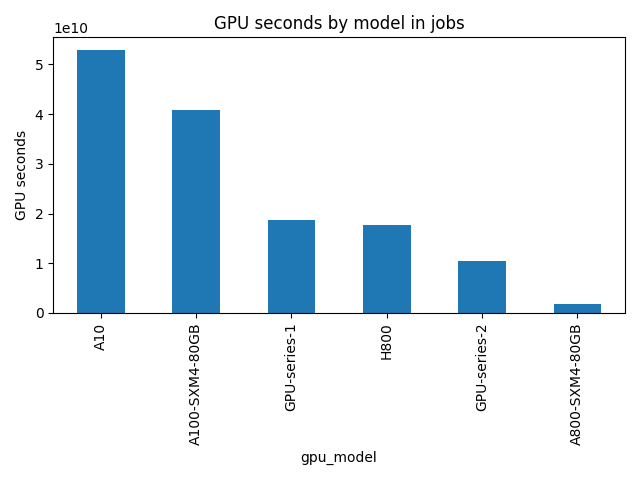 GPU seconds by model in jobs
1e10
5
4
3
2
1
0
GPU seconds
A10
A100-SXM4-80GB
GPU-series-1
H800
GPU-series-2
A800-SXM4-80GB
gpu_model